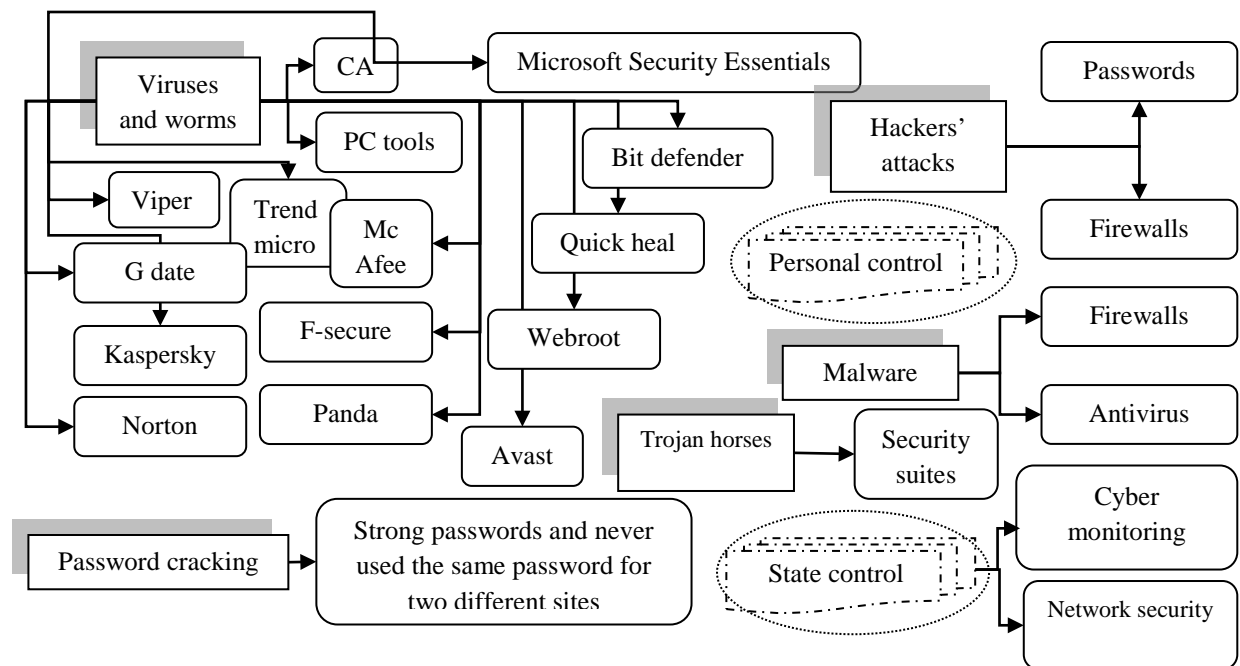 CA
Microsoft Security Essentials
Passwords
Viruses
and worms
Hackers'
attacks
PC tools
Bit defender
Viper
Trend
micro
Mc
Afee
Quick heal
Firewalls
G date
Personal control
F-secure
Webroot
Firewalls
Kaspersky
Malware
Norton
Panda
Avast
Trojan horses
Security
suites
Antivirus
Cyber
monitoring
Password cracking
Strong passwords and never
used the same password for
two different sites
State control
Network security